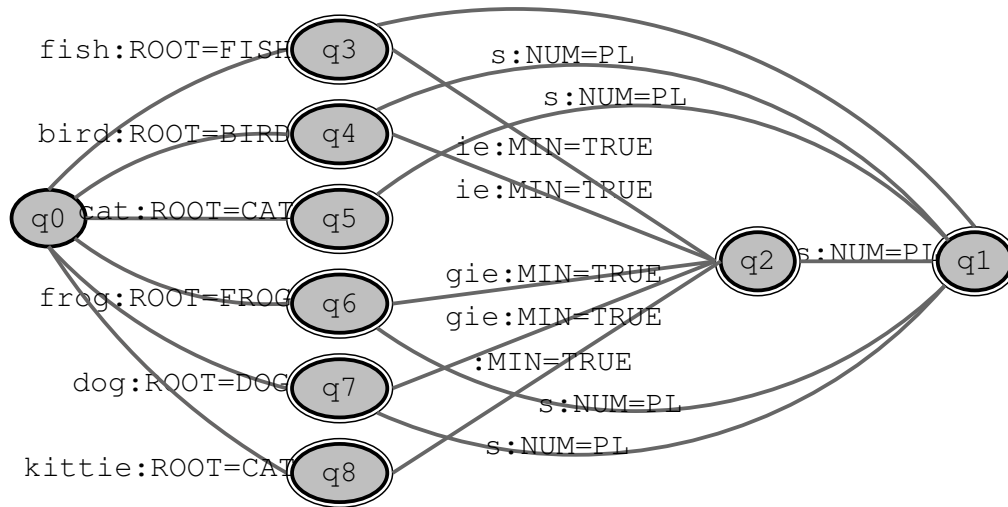 fish:ROOT=FISH
q3
s:NUM=PL
s:NUM=PL
bird:ROOT=BIRD
q4
ie:MIN=TRUE
ie:MIN=TRUE
q0
cat:ROOT=CAT
q5
q2
s:NUM=PL
q1
frog:ROOT=FROG
q6
gie:MIN=TRUE
gie:MIN=TRUE
dog:ROOT=DOG
q7
:MIN=TRUE
s:NUM=PL
s:NUM=PL
kittie:ROOT=CAT
q8